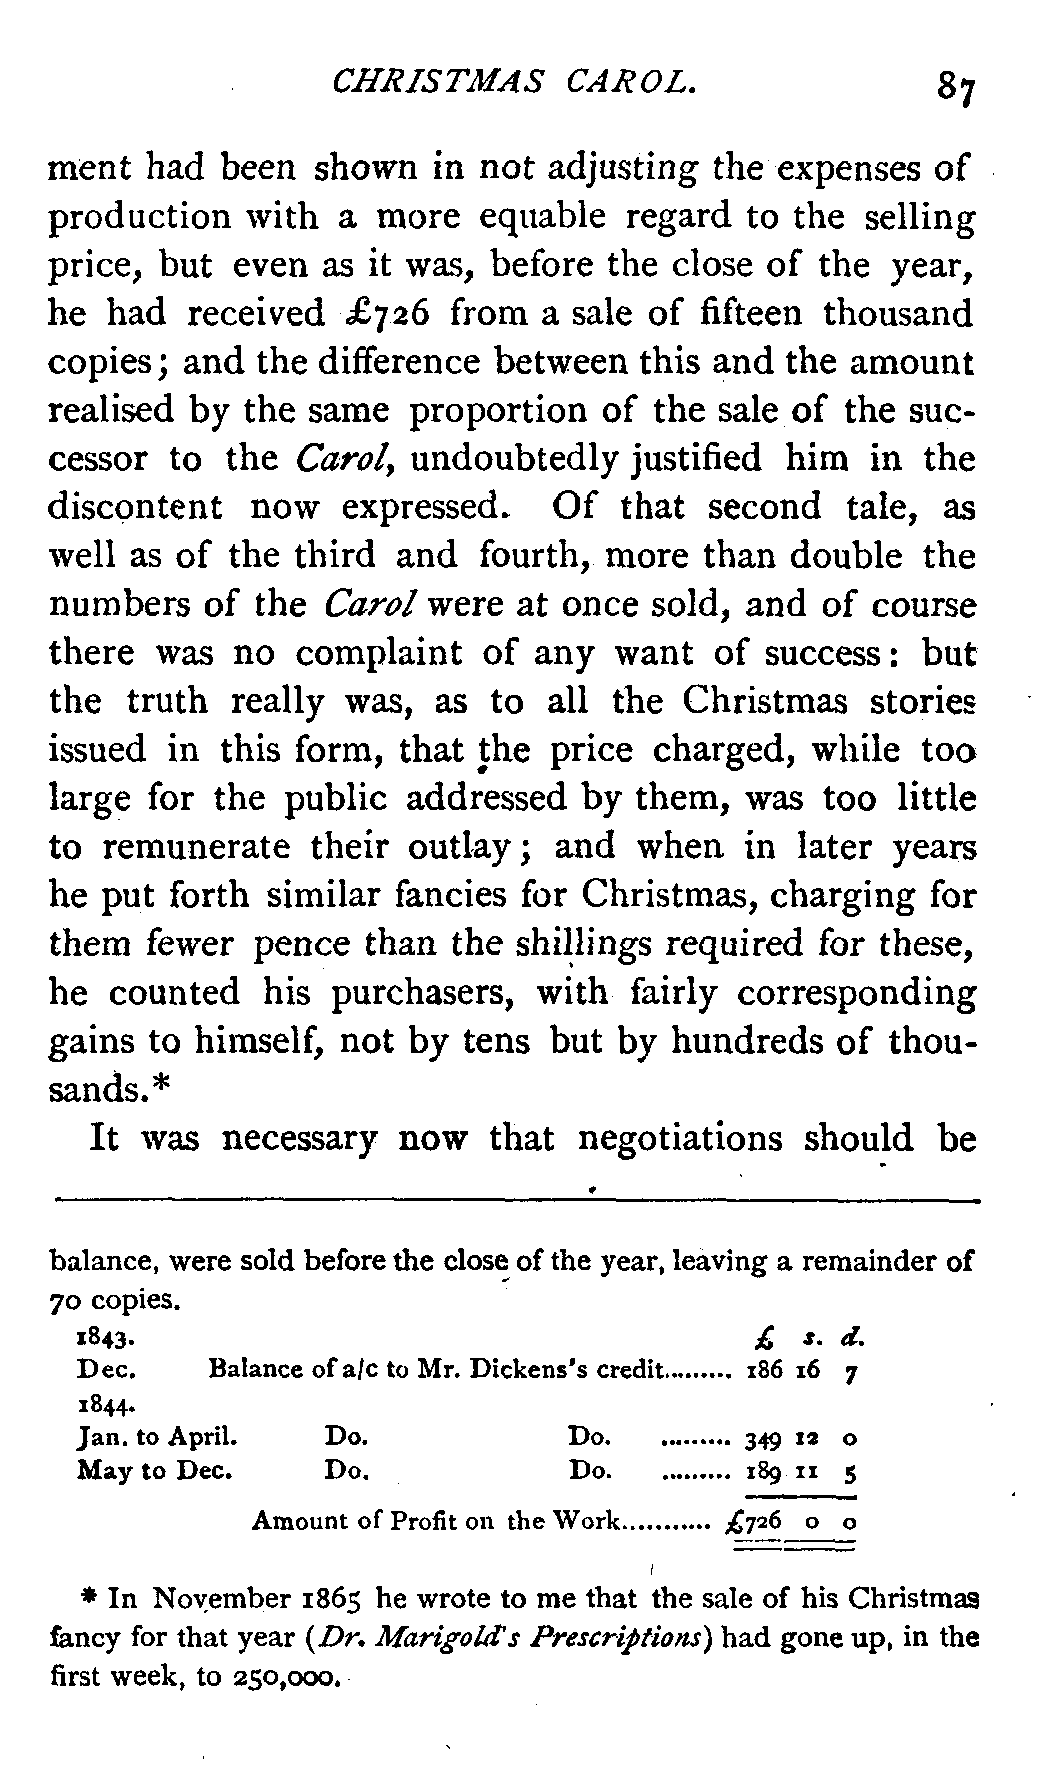 CHRISTMAS CAROL. 87
ment had been shown in not adjusting the expenses of
production with a more equable regard to the selling
price, but even as it was, before the close of the year,
he had received £726 from a sale of fifteen thousand
copies; and the difference between this and the amount
realised by the same proportion of the sale of the suc-
cessor to the Carol, undoubtedly justified him in the
discontent now expressed. Of that second tale, as
well as of the third and fourth, more than double the
numbers of the Carol were at once sold, and of course
there was no complaint of any want of success: but
the truth really was, as to all the Christmas stories
issued in this form, that the price charged, while too
large for the public addressed by them, was too little
to remunerate their outlay; and when in later years
he put forth similar fancies for Christmas, charging for
them fewer pence than the shillings required for these,
he counted his purchasers, with fairly corresponding
gains to himself, not by tens but by hundreds of thou-
sands.*
It was necessary now that negotiations should be
balance, were sold before the close of the year, leaving a remainder of
70 copies.
1843. £ s. d.
Dec. Balance of a/c to Mr. Dickens's credit......... 186 16 7
1844.
Jan. to April. Do. Do. ......... 349 12 0
May to Dec. Do. Do. ......... 189 11 5
Amount of Profit on the Work........... £726 0 0
* In November 1865 he wrote to me that the sale of his Christmas
fancy for that year (Dr. Marigold's Prescriptions) had gone up, in the
first week, to 250,000.